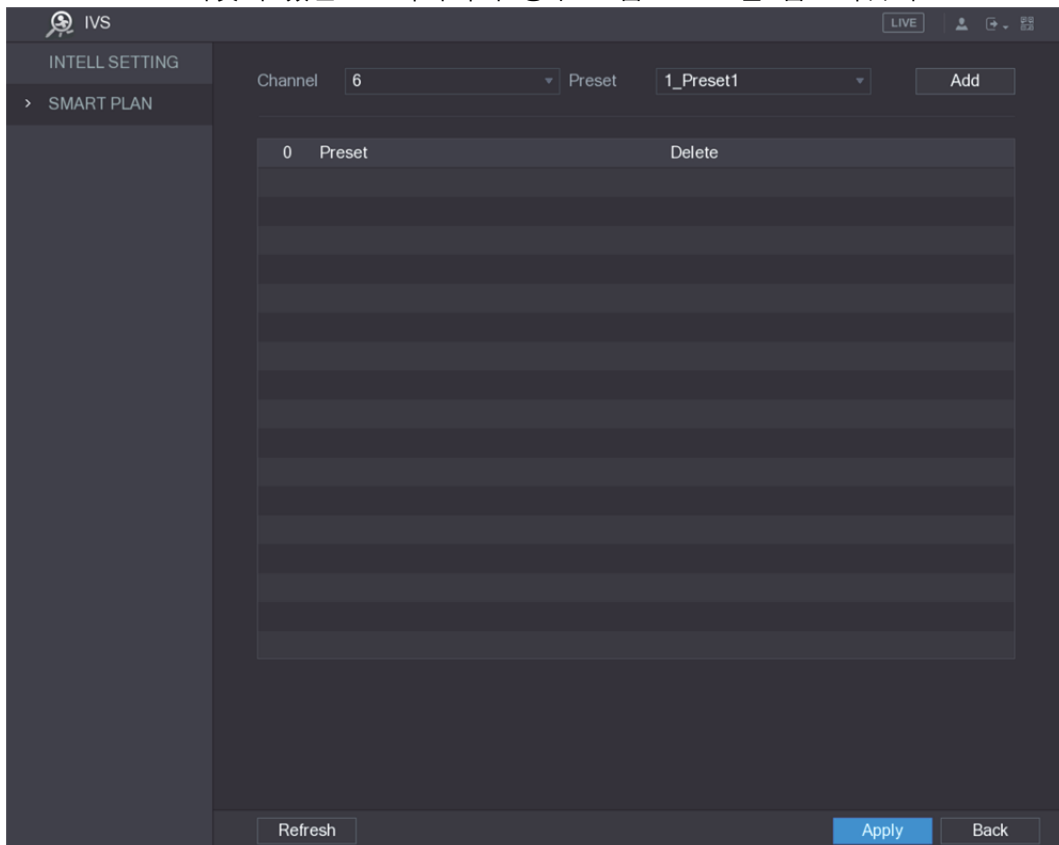 IVS LIVE
INTELL SETTING
Channel 6 Preset 1_Preset1 Add
> SMART PLAN
0 Preset Delete
Refresh Apply Back